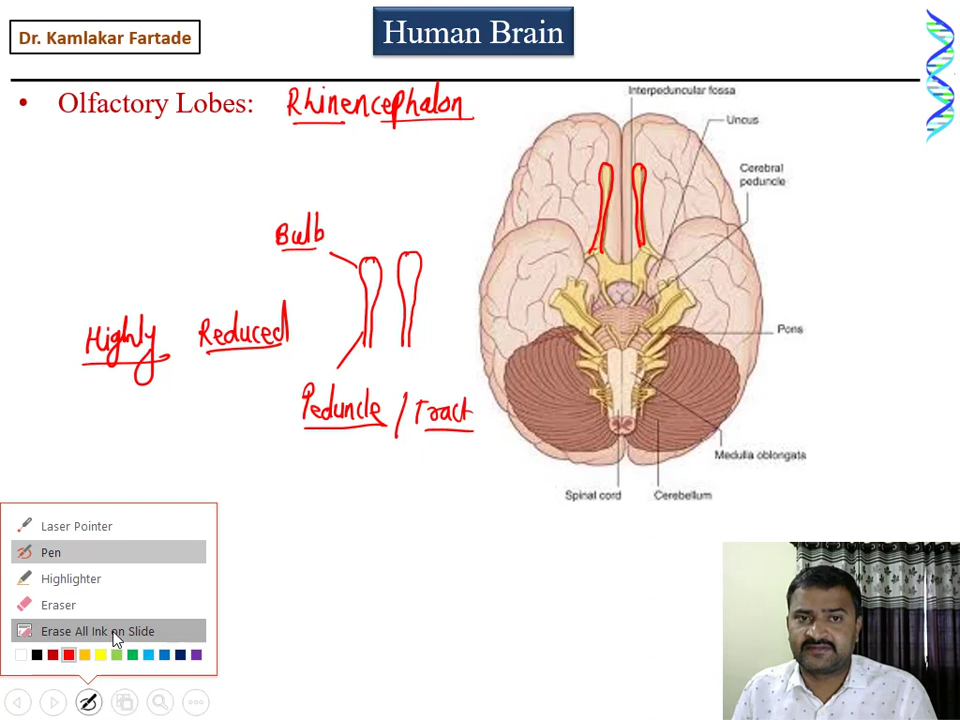 Dr. Kamlakar Fartade
Human Brain
• Olfactory Lobes: Rhinencephalon
Interpeduncular fossa
Uncus
Cerebral
peduncle
Bulb
Highly Reduced
Pons
Peduncle / Tract
Medulla oblongata
Spinal cord
Cerebellum
Laser Pointer
Pen
Highlighter
Eraser
Erase All Ink on Slide